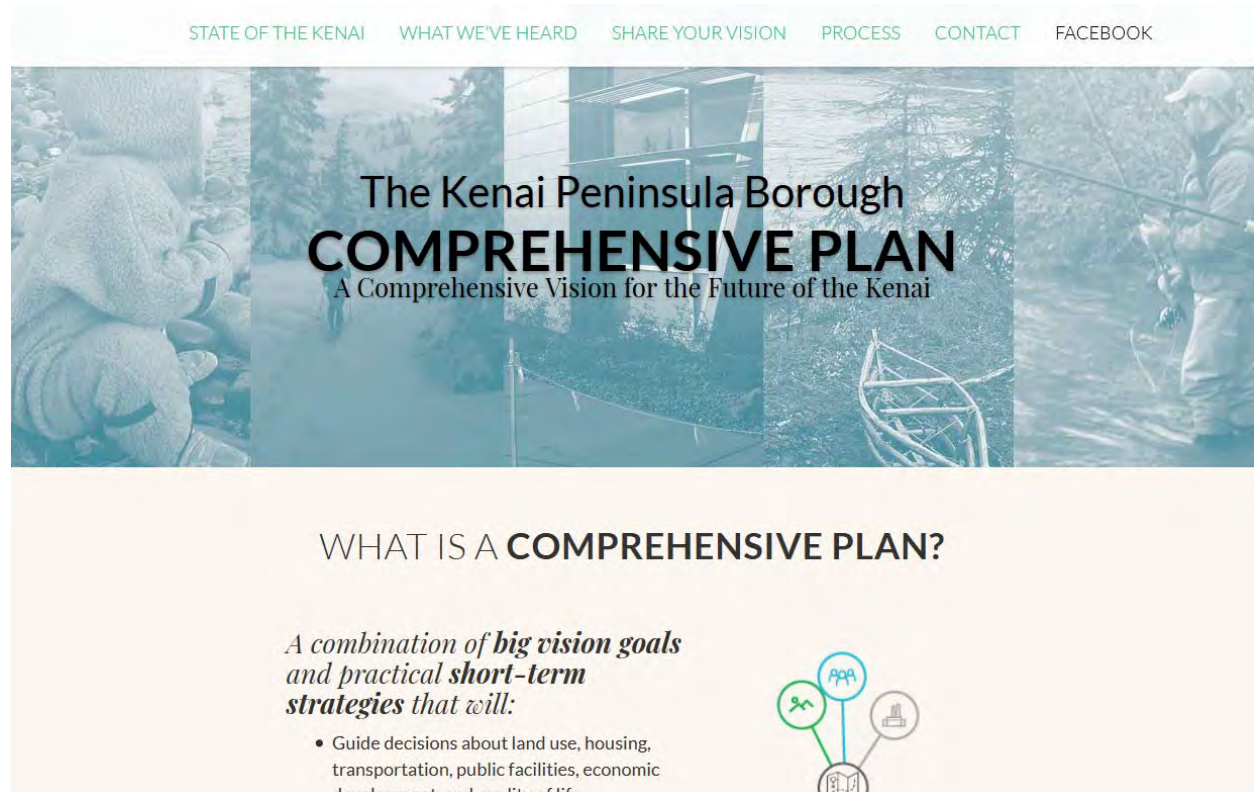 STATE OF THE KENAI WHAT WE'VE HEARD SHARE YOUR VISION PROCESS CONTACT FACEBOOK
The Kenai Peninsula Borough
COMPREHENSIVE PLAN
A Comprehensive Vision for the Future of the Kenai
WHAT IS A COMPREHENSIVE PLAN?
A combination of big vision goals
and practical short-term
strategies that will:
• Guide decisions about land use, housing,
transportation, public facilities, economic